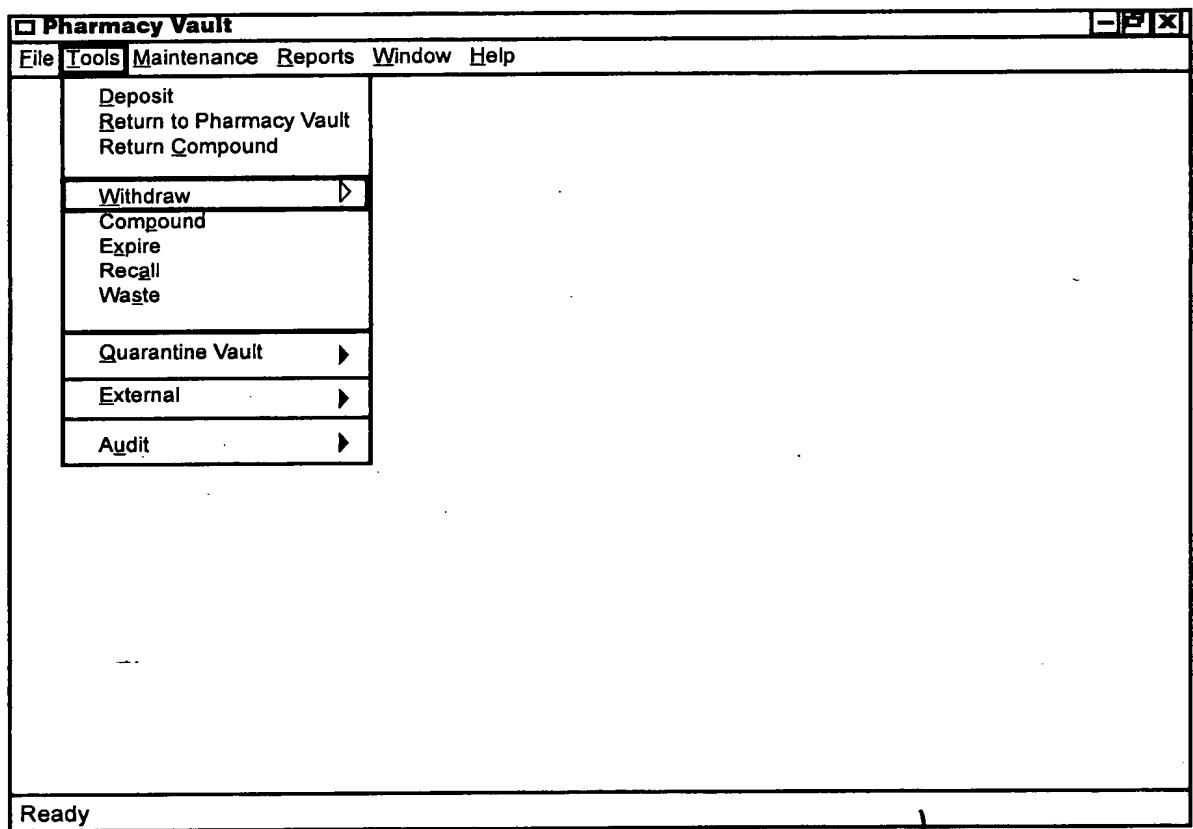 Pharmacy Vault
File Tools Maintenance Reports Window Help
Deposit
Return to Pharmacy Vault
Return Compound
Withdraw
Compound
Expire
Recall
Waste
Quarantine Vault
External
Audit
Ready